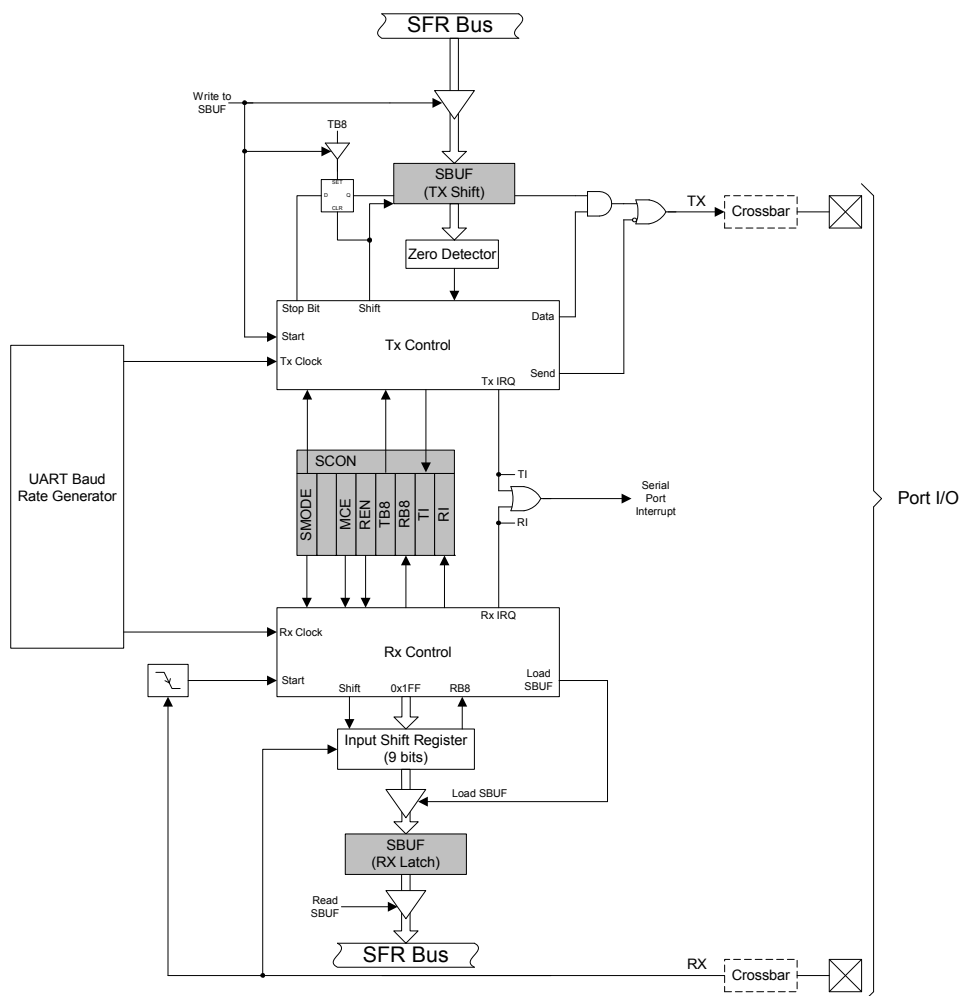 SFR Bus
Write to
SBUF
TB8
SET
D
Q
CLR
SBUF
(TX Shift)
TX
Crossbar
Zero Detector
Stop Bit
Shift
Data
Start
Tx Control
Tx Clock
Send
Tx IRQ
UART Baud
Rate Generator
SCON
SMODE
MCE
REN
TB8
RB8
TI
RI
TI
Serial
Port
Interrupt
RI
Port I/O
Rx IRQ
Rx Clock
Rx Control
Start
Load
SBUF
Shift
0x1FF
RB8
Input Shift Register
(9 bits)
Load SBUF
SBUF
(RX Latch)
Read
SBUF
SFR Bus
RX
Crossbar